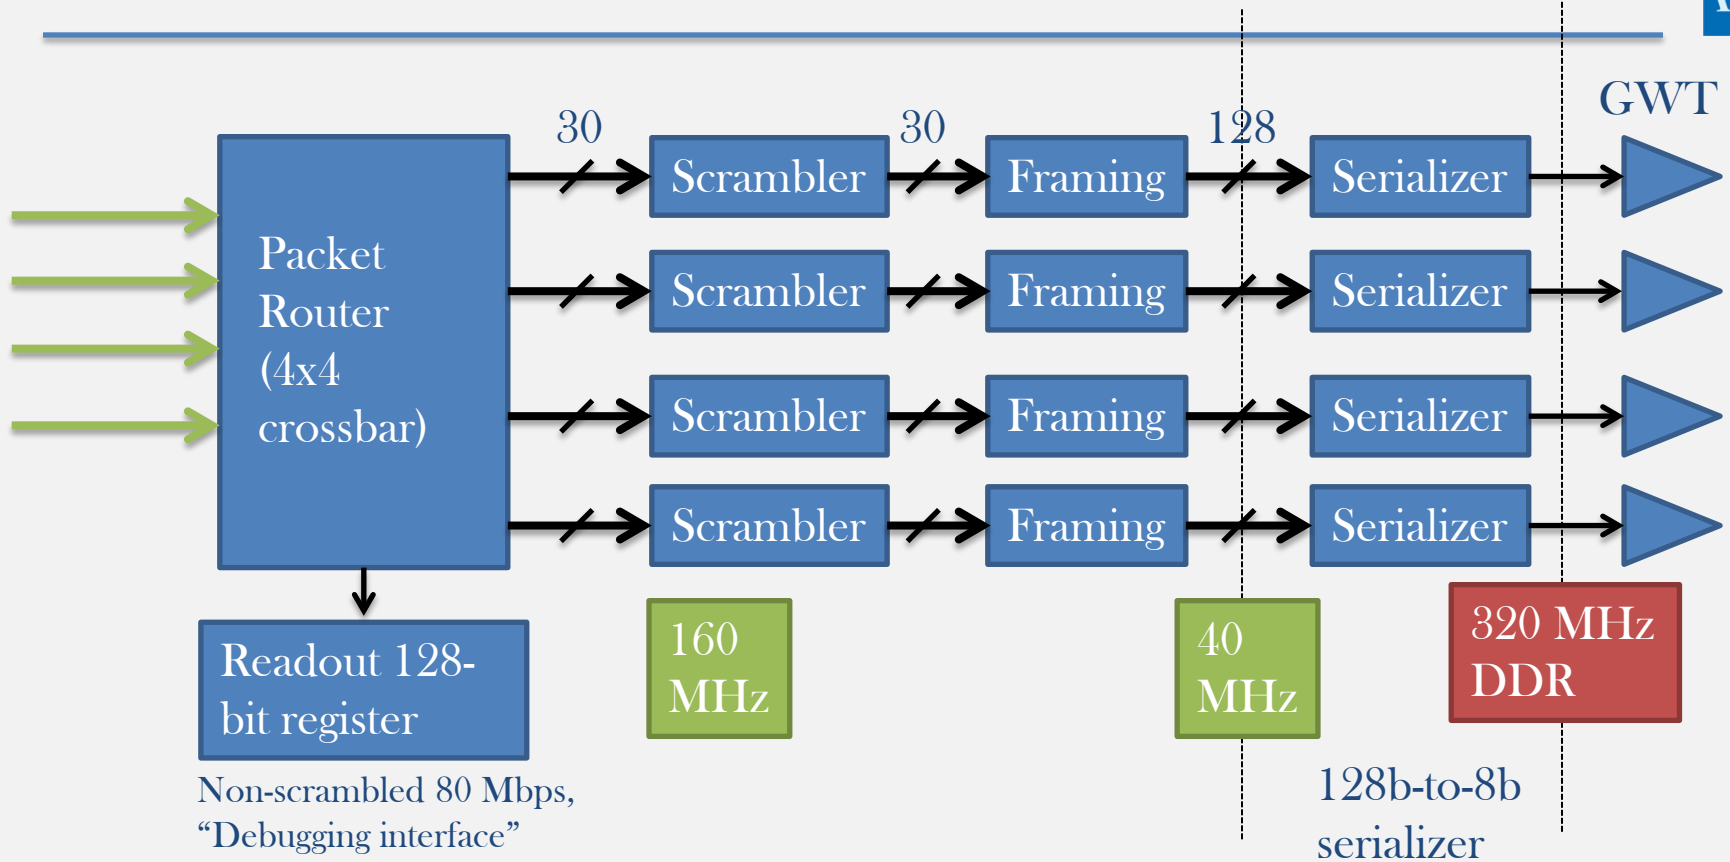 GWT
30
30
128
Scrambler
Framing
Serializer
Packet
Router
(4x4
crossbar)
Scrambler
Framing
Serializer
Scrambler
Framing
Serializer
Scrambler
Framing
Serializer
Readout 128-
bit register
160
MHz
40
MHz
320 MHz
DDR
Non-scrambled 80 Mbps,
“Debugging interface”
128b-to-8b
serializer